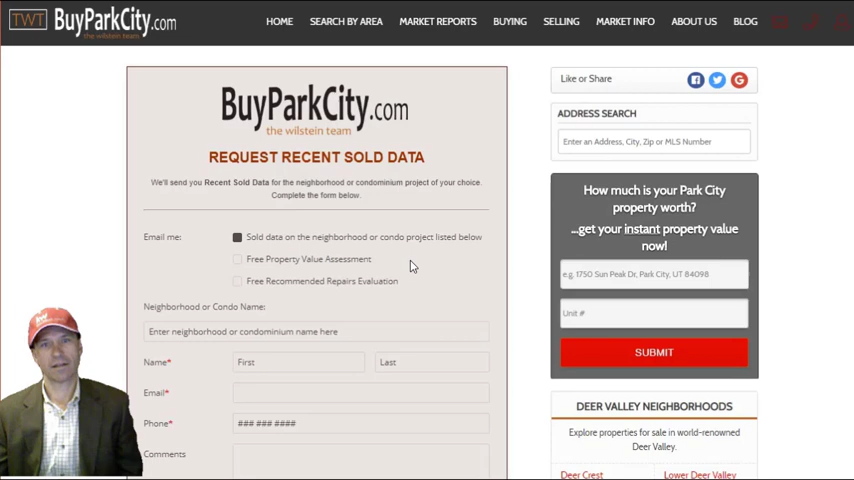 TWT BuyParkCity.com
the wilstein team
HOME SEARCH BY AREA MARKET REPORTS BUYING SELLING MARKET INFO ABOUT US BLOG
BuyParkCity.com
the wilstein team
REQUEST RECENT SOLD DATA
We'll send you Recent Sold Data for the neighborhood or condominium project of your choice.
Complete the form below.
Email me:
Sold data on the neighborhood or condo project listed below
Free Property Value Assessment
Free Recommended Repairs Evaluation
Neighborhood or Condo Name:
Enter neighborhood or condominium name here
Name* First Last
Email*
Phone* ### ### ####
Comments
Like or Share
ADDRESS SEARCH
Enter an Address, City, Zip or MLS Number
How much is your Park City
property worth?
...get your instant property value
now!
e.g. 1750 Sun Peak Dr, Park City, UT 84098
Unit #
SUBMIT
DEER VALLEY NEIGHBORHOODS
Explore properties for sale in world-renowned
Deer Valley.
Deer Crest Lower Deer Valley